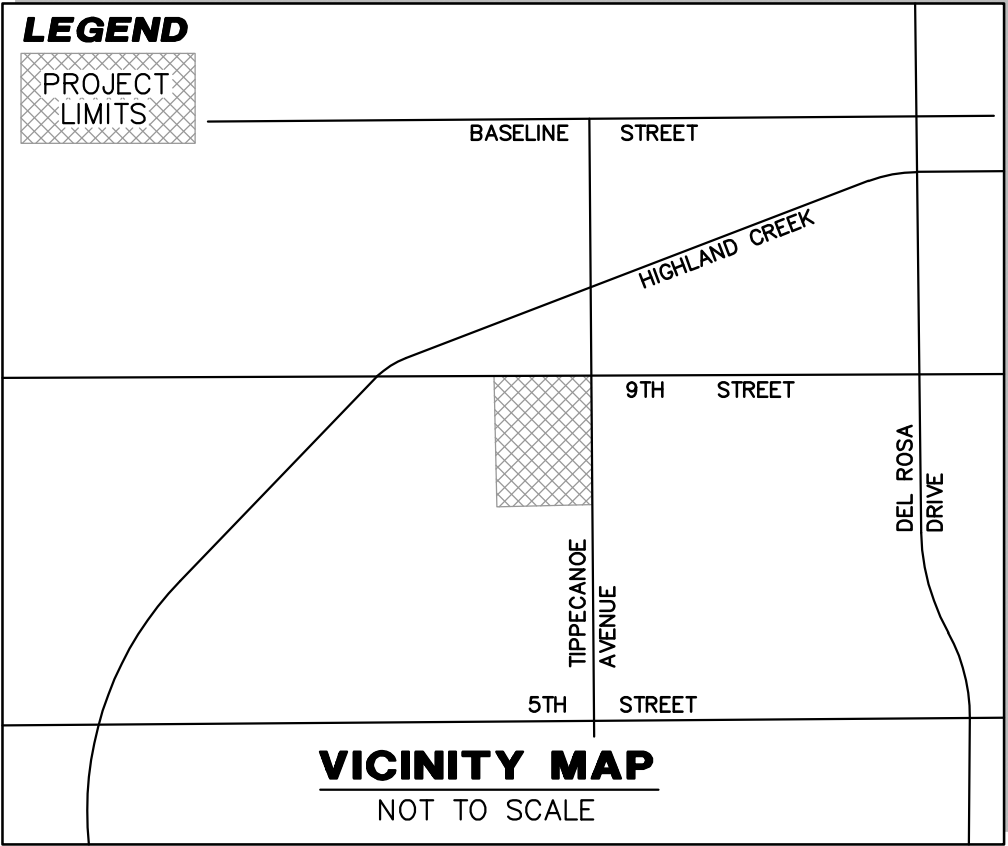 LEGEND
PROJECT
LIMITS
BASELINE STREET
HIGHLAND CREEK
9TH STREET
DEL ROSA
DRIVE
TIPPECANOE
AVENUE
5TH STREET
VICINITY MAP
NOT TO SCALE